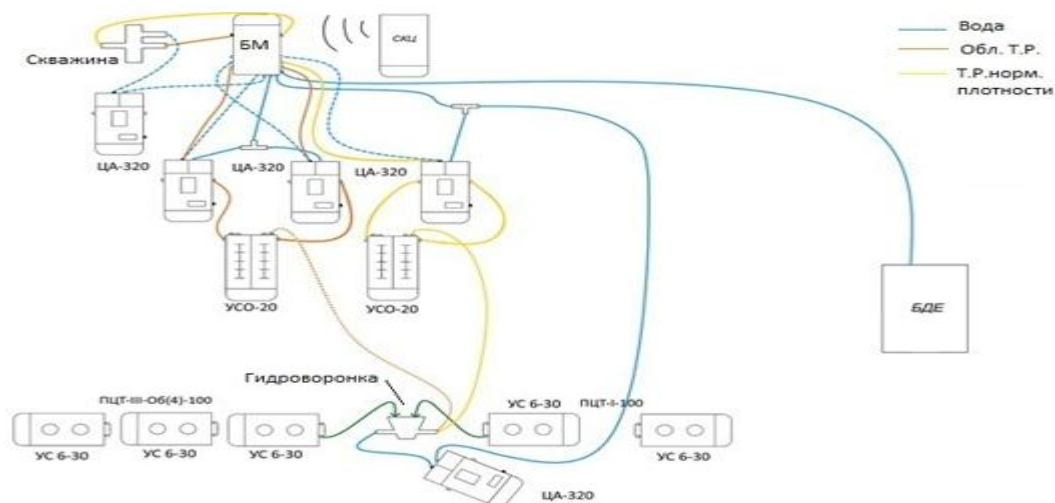 БМ
СКЦ
Вода
Обл. Т.Р.
Т.Р.норм.
плотности
Скважина
ЦА-320
ЦА-320
ЦА-320
УСО-20
УСО-20
БДЕ
Гидроворонка
ПЦТ-III-Об(4)-100
УС 6-30
ПЦТ-I-100
УС 6-30
УС 6-30
УС 6-30
УС 6-30
ЦА-320